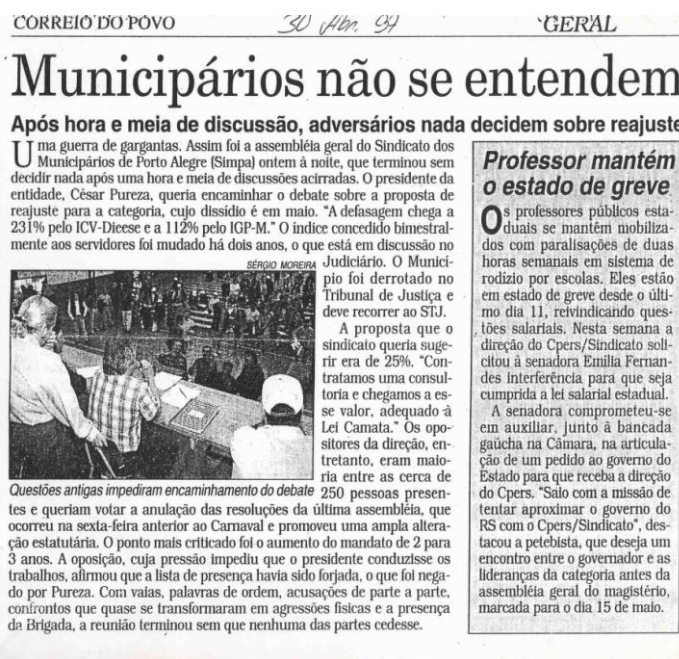 CORREIO DO POVO
30 Abr. 97
GERAL
Municipários não se entendem
Após hora e meia de discussão, adversários nada decidem sobre reajuste
Uma guerra de gargantas. Assim foi a assembléia geral do Sindicato dos
Municipários de Porto Alegre (Simpa) ontem à noite, que terminou sem
decidir nada após uma hora e meia de discussões acirradas. O presidente da
entidade, César Pureza, queria encaminhar o debate sobre a proposta de
reajuste para a categoria, cujo dissídio é em maio. “A defasagem chega a
231% pelo ICV-Dieese e a 112% pelo IGP-M." O índice concedido bimestral-
mente aos servidores foi mudado há dois anos, o que está em discussão no
SÉRGIO MOREIRA
Judiciário. O Municí-
pio foi derrotado no
Tribunal de Justiça e
deve recorrer ao STJ.
A proposta que o
sindicato queria suge-
rir era de 25%. “Con-
tratamos uma consul-
toria e chegamos a es-
se valor, adequado à
Lei Camata." Os opo-
sitores da direção, en-
tretanto, eram maio-
ria entre as cerca de
Questões antigas impediram encaminhamento do debate
250 pessoas presen-
tes e queriam votar a anulação das resoluções da última assembléia, que
ocorreu na sexta-feira anterior ao Carnaval e promoveu uma ampla altera-
ção estatutária. O ponto mais criticado foi o aumento do mandato de 2 para
3 anos. A oposição, cuja pressão impediu que o presidente conduzisse os
trabalhos, afirmou que a lista de presença havia sido forjada, o que foi nega-
do por Pureza. Com vaias, palavras de ordem, acusações de parte a parte,
confrontos que quase se transformaram em agressões físicas e a presença
da Brigada, a reunião terminou sem que nenhuma das partes cedesse.
Professor mantém
o estado de greve
Os professores públicos esta-
duais se mantêm mobiliza-
dos com paralisações de duas
horas semanais em sistema de
rodízio por escolas. Eles estão
em estado de greve desde o últi-
mo dia 11, reivindicando ques-
tões salariais. Nesta semana a
direção do Cpers/Sindicato soli-
citou à senadora Emília Fernan-
des interferência para que seja
cumprida a lei salarial estadual.
A senadora comprometeu-se
em auxiliar, junto à bancada
gaúcha na Câmara, na articula-
ção de um pedido ao governo do
Estado para que receba a direção
do Cpers. “Saio com a missão de
tentar aproximar o governo do
RS com o Cpers/Sindicato", des-
tacou a petebista, que deseja um
encontro entre o governador e as
lideranças da categoria antes da
assembléia geral do magistério,
marcada para o dia 15 de maio.